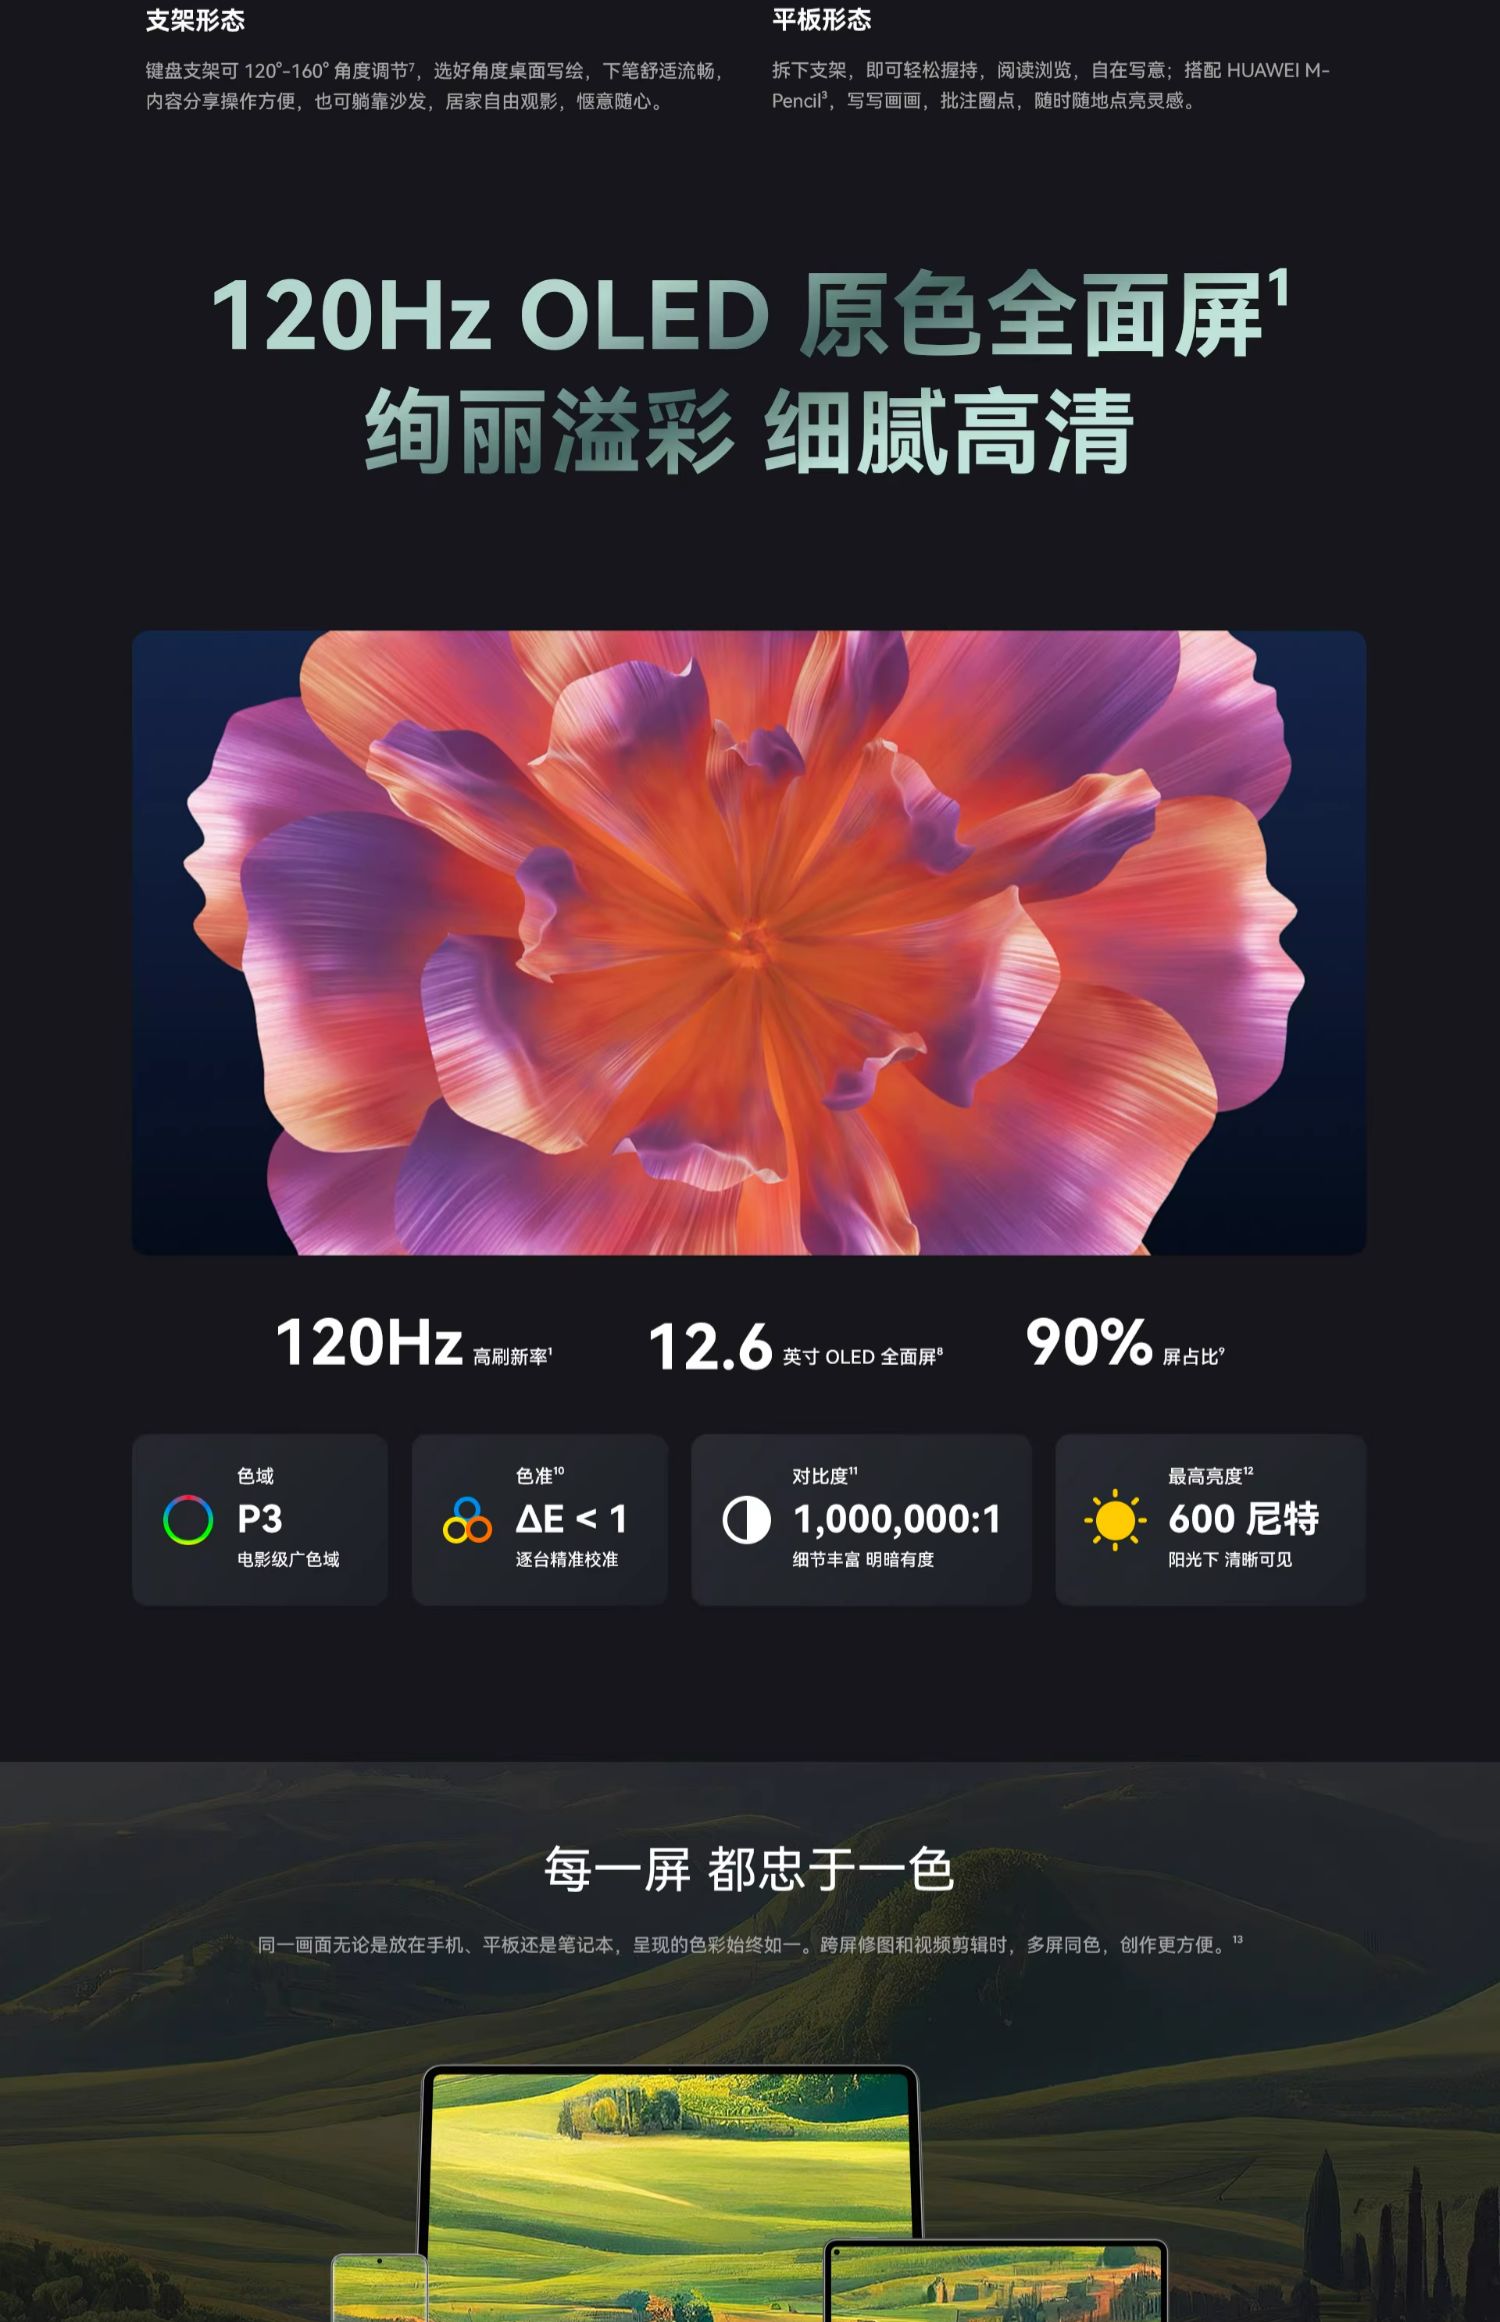 支架形态
键盘支架可 120°-160° 角度调节⁷，选好角度桌面写绘，下笔舒适流畅，
内容分享操作方便，也可躺靠沙发，居家自由观影，惬意随心。
平板形态
拆下支架，即可轻松握持，阅读浏览，自在写意；搭配 HUAWEI M-
Pencil³，写写画画，批注圈点，随时随地点亮灵感。
120Hz OLED 原色全面屏¹
绚丽溢彩 细腻高清
120Hz 高刷新率¹
12.6 英寸 OLED 全面屏⁸
90% 屏占比⁹
色域
P3
电影级广色域
色准¹⁰
ΔE < 1
逐台精准校准
对比度¹¹
1,000,000:1
细节丰富 明暗有度
最高亮度¹²
600 尼特
阳光下 清晰可见
每一屏 都忠于一色
同一画面无论是放在手机、平板还是笔记本，呈现的色彩始终如一。跨屏修图和视频剪辑时，多屏同色，创作更方便。¹³